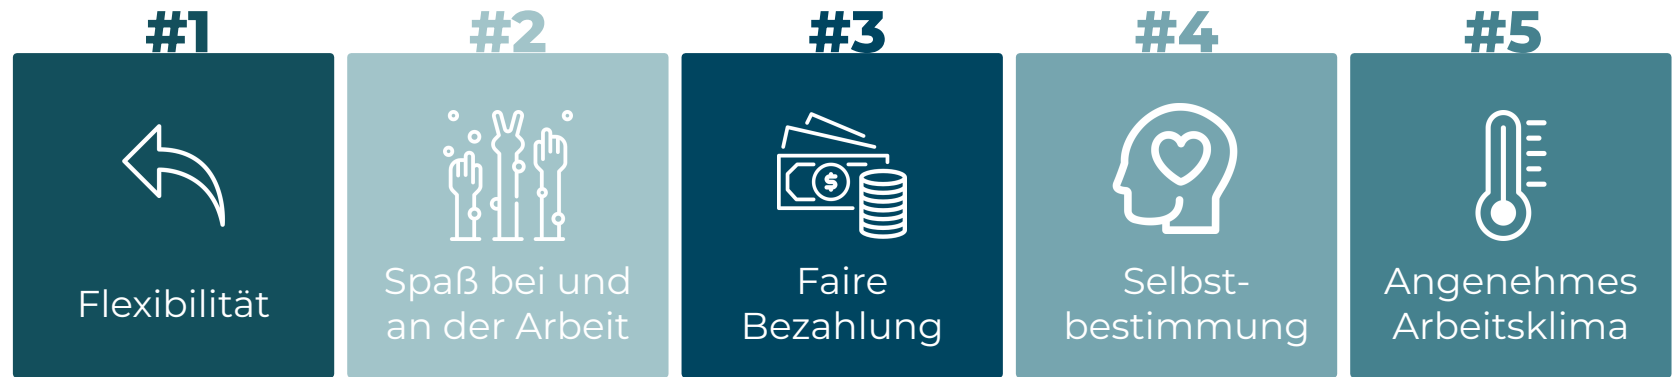 #1
Flexibilität
#2
Spaß bei und
an der Arbeit
#3
$
Faire
Bezahlung
#4
Selbst-
bestimmung
#5
Angenehmes
Arbeitsklima